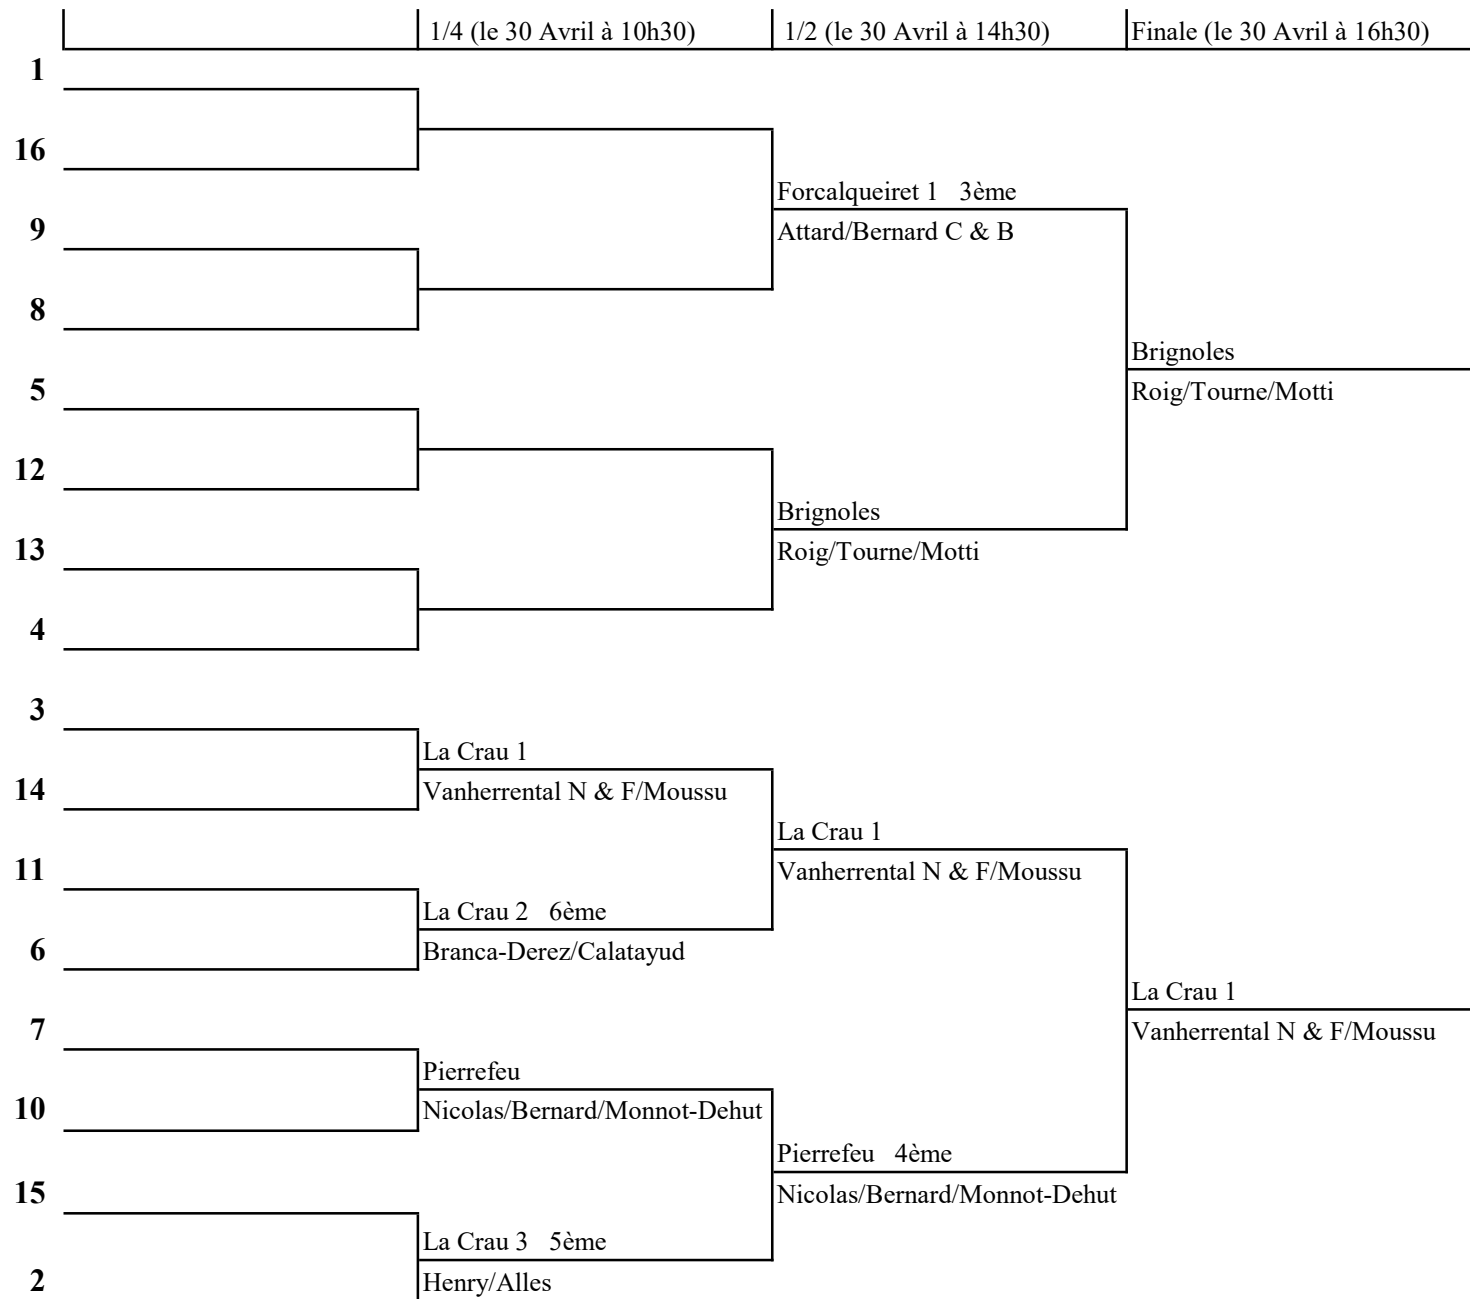 1/4 (le 30 Avril à 10h30)
1/2 (le 30 Avril à 14h30)
Finale (le 30 Avril à 16h30)
1
16
Forcalqueiret 1 3ème
9
Attard/Bernard C & B
8
Brignoles
5
Roig/Tourne/Motti
12
Brignoles
13
Roig/Tourne/Motti
4
3
La Crau 1
14
Vanherrental N & F/Moussu
La Crau 1
11
Vanherrental N & F/Moussu
La Crau 2 6ème
6
Branca-Derez/Calatayud
La Crau 1
7
Vanherrental N & F/Moussu
Pierrefeu
10
Nicolas/Bernard/Monnot-Dehut
Pierrefeu 4ème
15
Nicolas/Bernard/Monnot-Dehut
La Crau 3 5ème
2
Henry/Alles